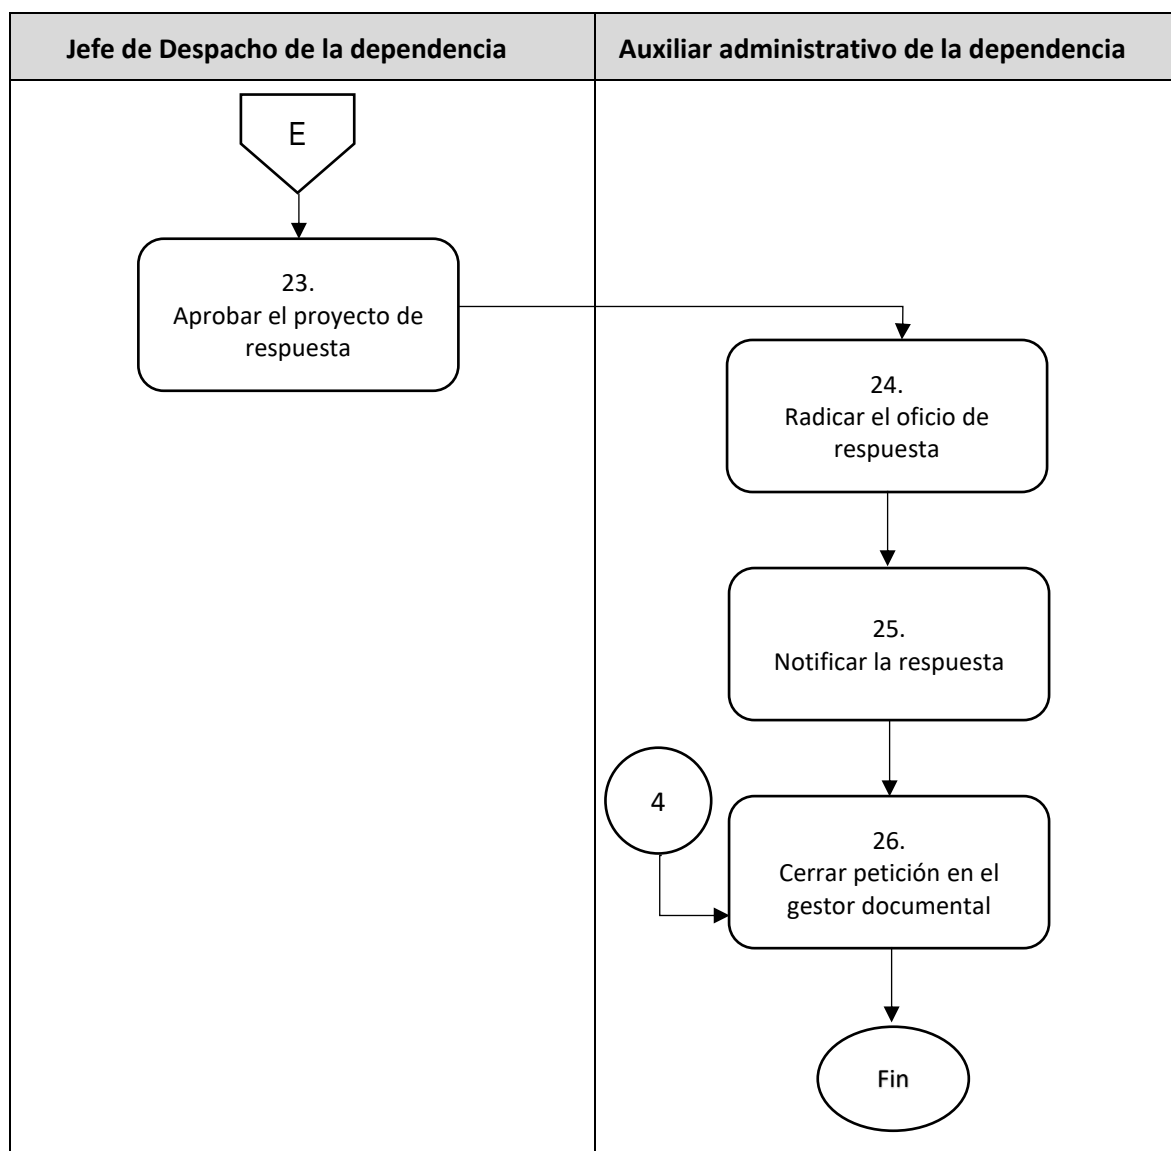 Jefe de Despacho de la dependencia
Auxiliar administrativo de la dependencia
E
23.
Aprobar el proyecto de
respuesta
24.
Radicar el oficio de
respuesta
25.
Notificar la respuesta
4
26.
Cerrar petición en el
gestor documental
Fin